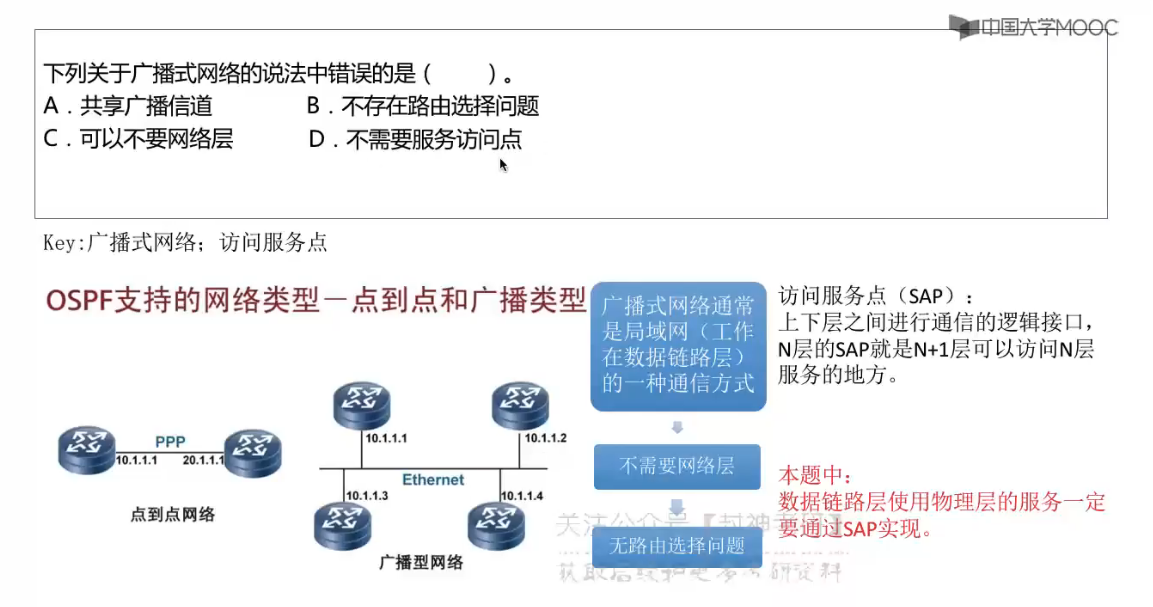 中国大学MOOC
下列关于广播式网络的说法中错误的是（　　）。
A．共享广播信道　　B．不存在路由选择问题
C．可以不要网络层　　D．不需要服务访问点
Key:广播式网络；访问服务点
OSPF支持的网络类型－点到点和广播类型
PPP
10.1.1.1 20.1.1.1
点到点网络
10.1.1.1 10.1.1.2
Ethernet
10.1.1.3 10.1.1.4
广播型网络
广播式网络通常
是局域网（工作
在数据链路层）
的一种通信方式
不需要网络层
无路由选择问题
访问服务点（SAP）：
上下层之间进行通信的逻辑接口，
N层的SAP就是N+1层可以访问N层
服务的地方。
本题中：
数据链路层使用物理层的服务一定
要通过SAP实现。
关注公众号【封神